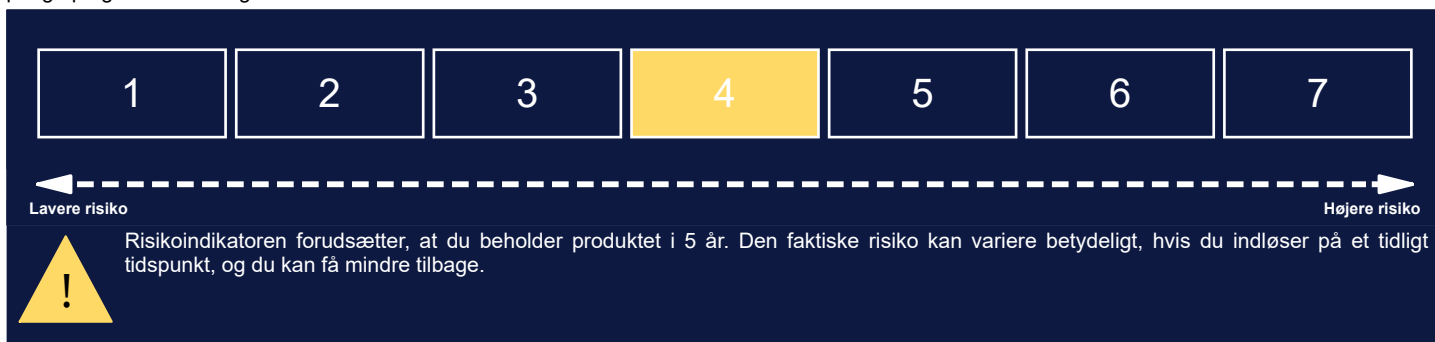 1 2 3 4 5 6 7
Lavere risiko Højere risiko
Risikoindikatoren forudsætter, at du beholder produktet i 5 år. Den faktiske risiko kan variere betydeligt, hvis du indløser på et tidligt
tidspunkt, og du kan få mindre tilbage.
!